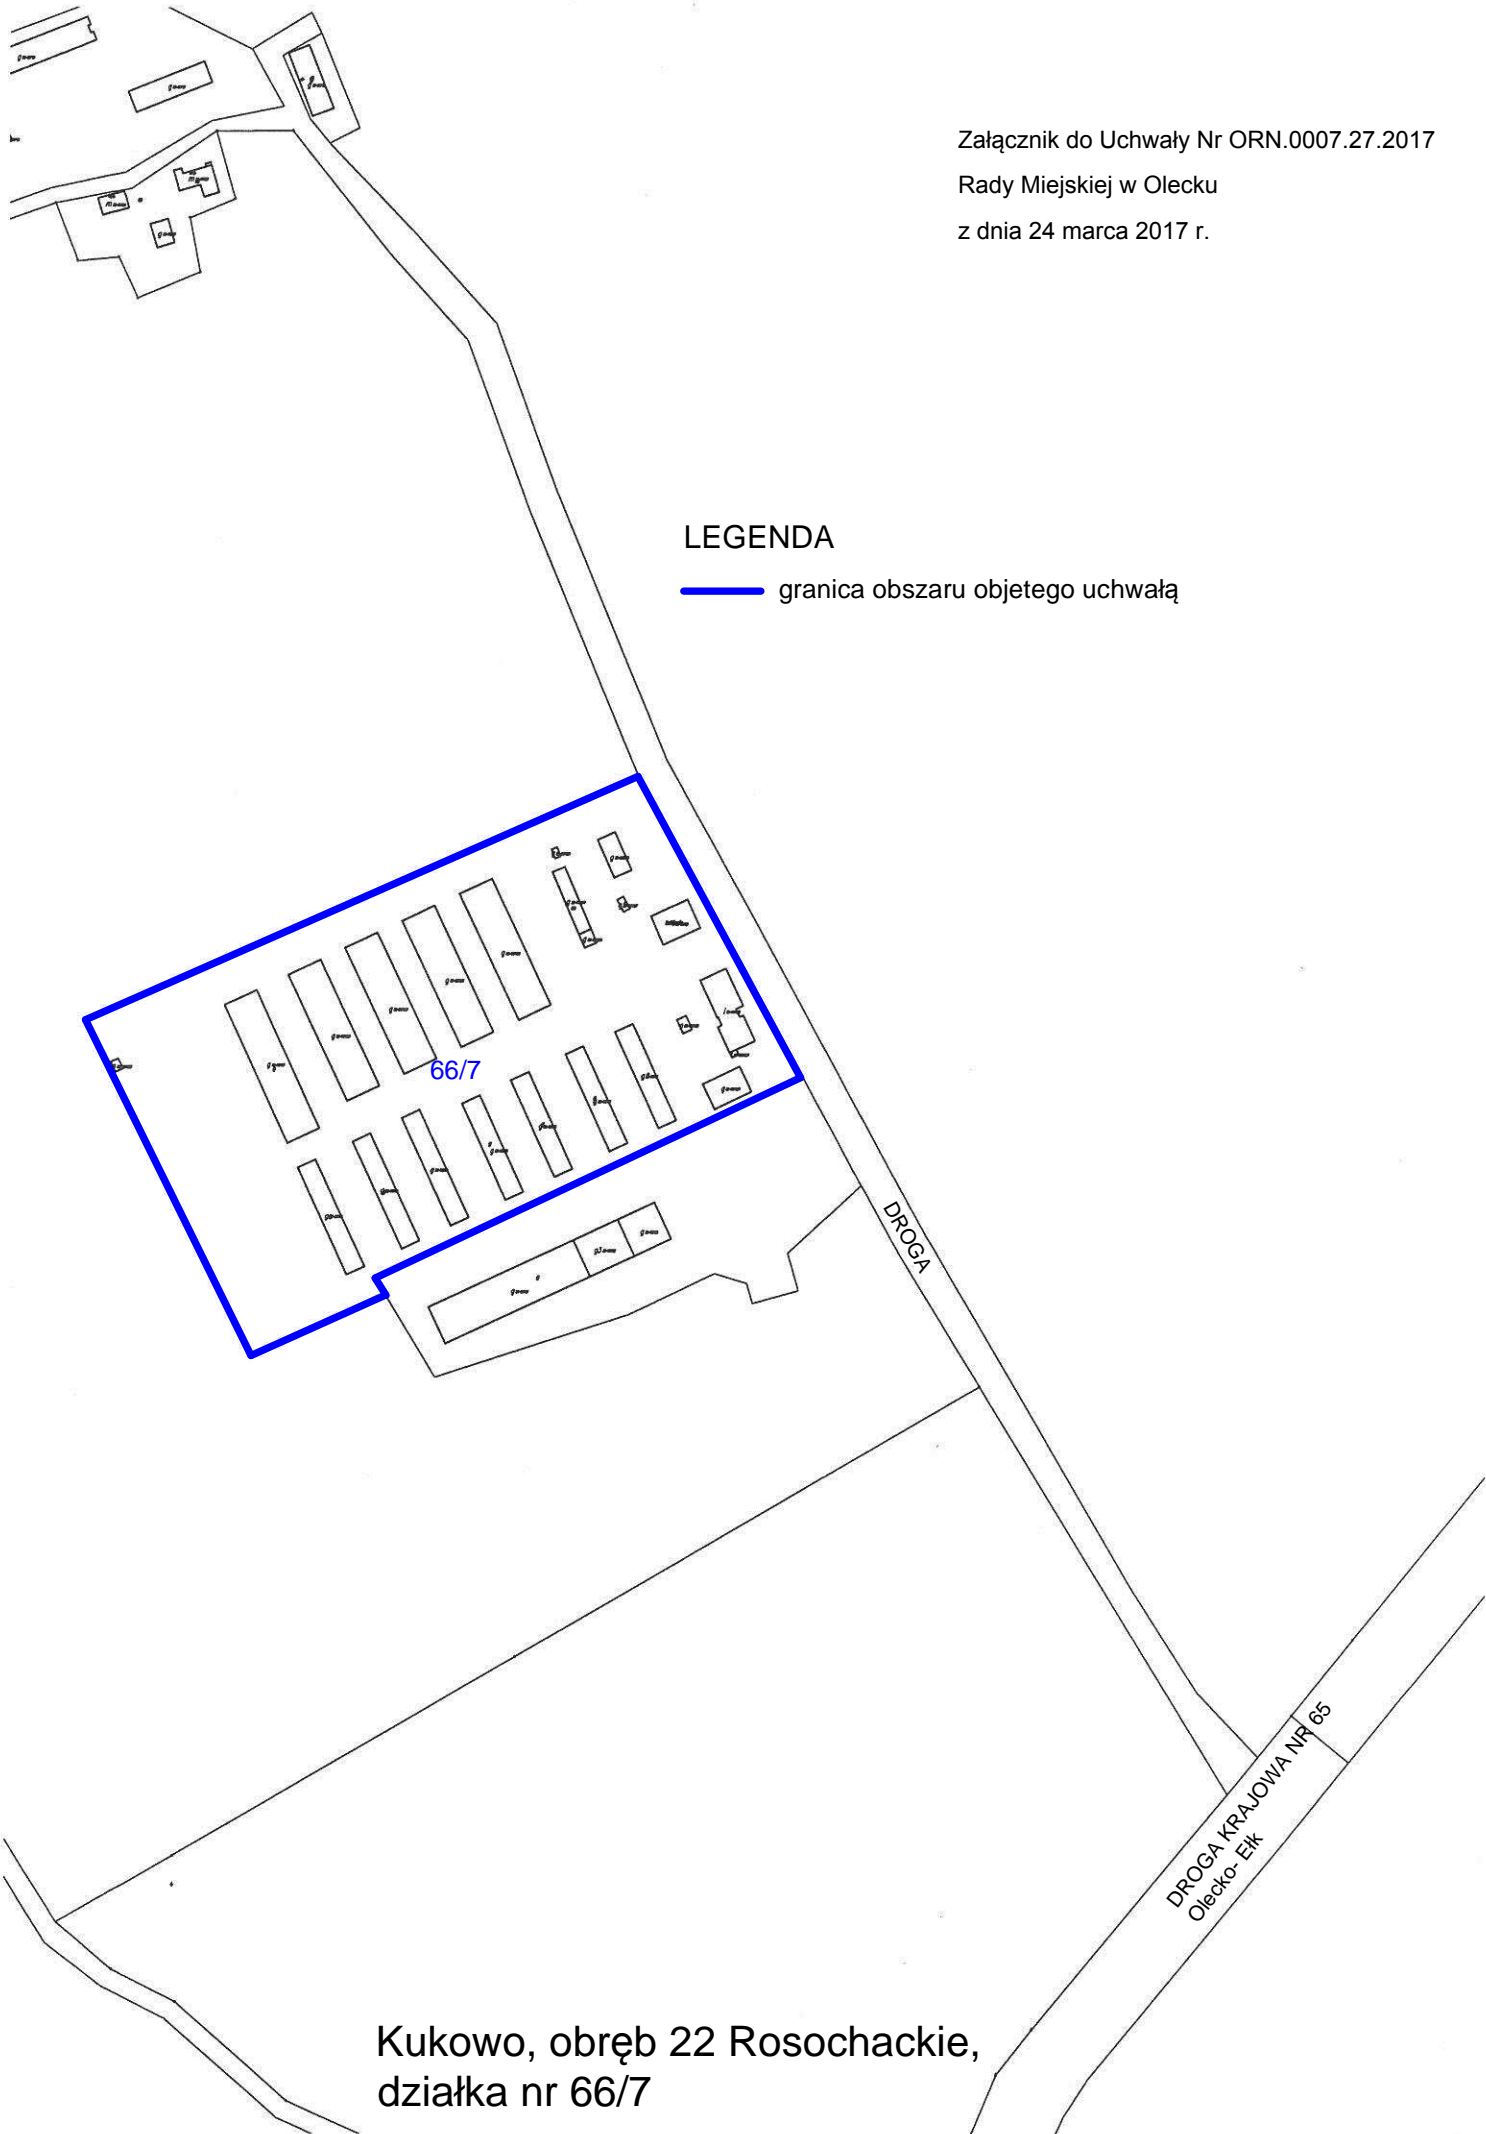 Załącznik do Uchwały Nr ORN.0007.27.2017
Rady Miejskiej w Olecku
z dnia 24 marca 2017 r.
LEGENDA
granica obszaru objetego uchwałą
66/7
DROGA
DROGA KRAJOWA NR 65
Olecko- Ełk
Kukowo, obręb 22 Rosochackie,
działka nr 66/7